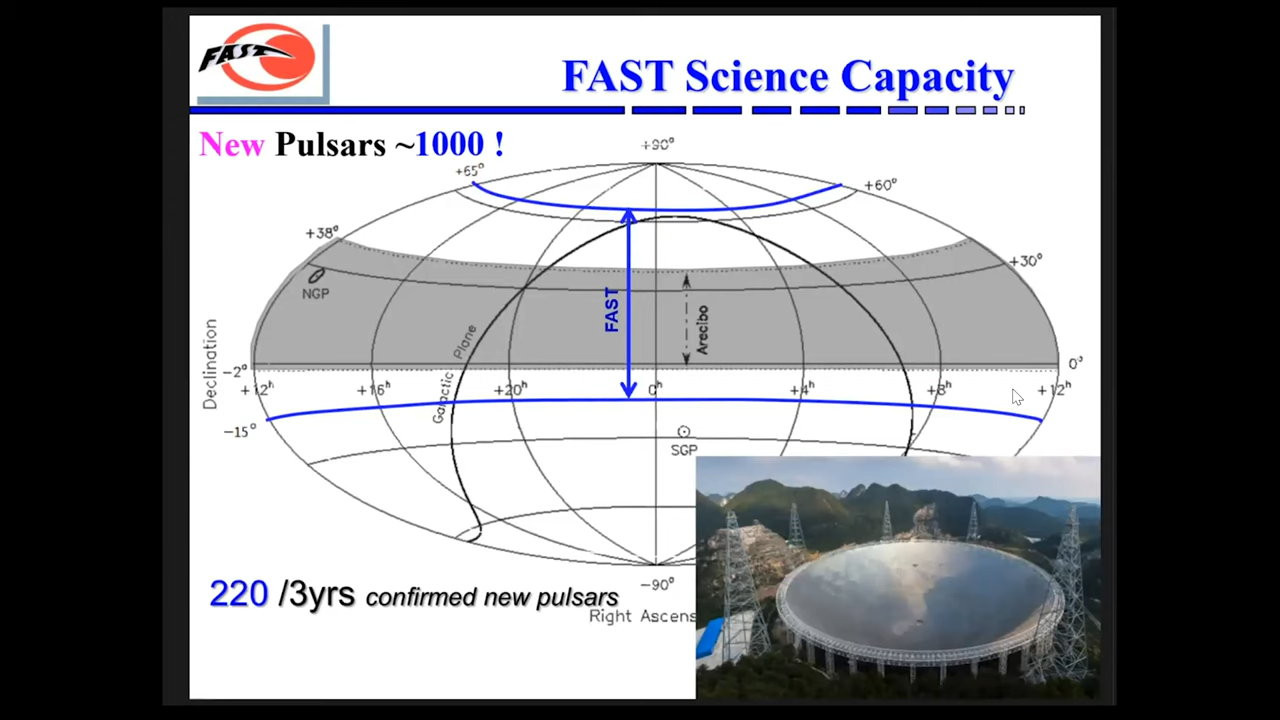 FAST
FAST Science Capacity
New Pulsars ~1000 !
+90°
+65°
+60°
+38°
+30°
NGP
FAST
Arecibo
Galactic Plane
Declination
-2°
0°
+12ʰ
+16ʰ
+20ʰ
0ʰ
+4ʰ
+8ʰ
+12ʰ
-15°
SGP
-90°
220 /3yrs confirmed new pulsars
Right Ascens